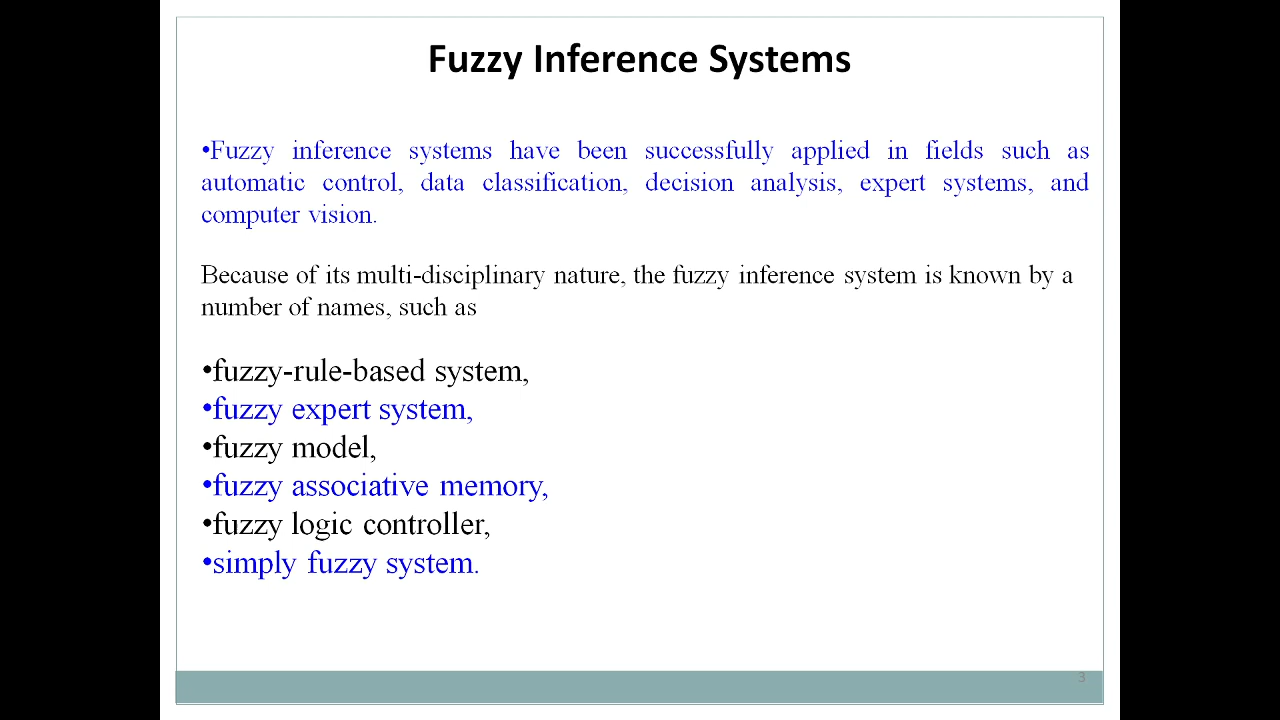 Fuzzy Inference Systems
•Fuzzy inference systems have been successfully applied in fields such as
automatic control, data classification, decision analysis, expert systems, and
computer vision.
Because of its multi-disciplinary nature, the fuzzy inference system is known by a
number of names, such as
•fuzzy-rule-based system,
•fuzzy expert system,
•fuzzy model,
•fuzzy associative memory,
•fuzzy logic controller,
•simply fuzzy system.
3